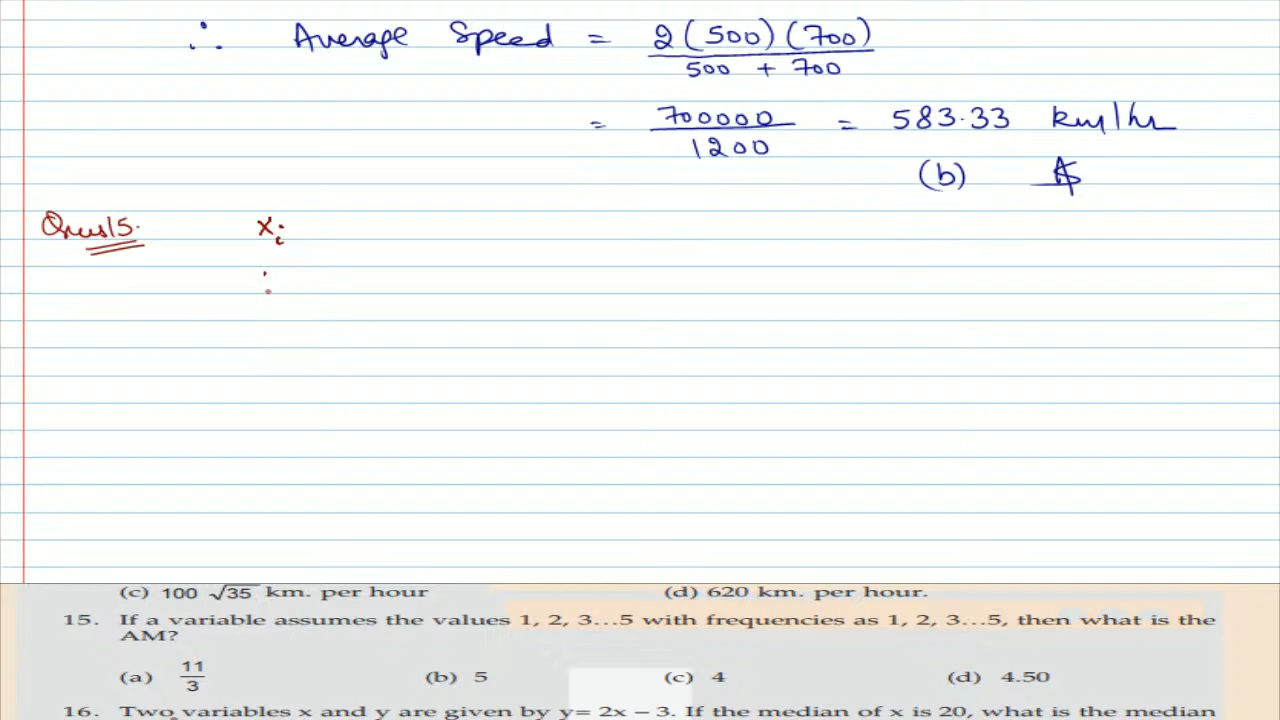 ∴ Average Speed = 2(500)(700) / 500 + 700
= 700000 / 1200 = 583.33 km/hr
(b)
Ques15. xi
(c) 100 √35 km. per hour (d) 620 km. per hour.
15. If a variable assumes the values 1, 2, 3...5 with frequencies as 1, 2, 3...5, then what is the
AM?
(a) 11/3 (b) 5 (c) 4 (d) 4.50
16. Two variables x and y are given by y= 2x − 3. If the median of x is 20, what is the median